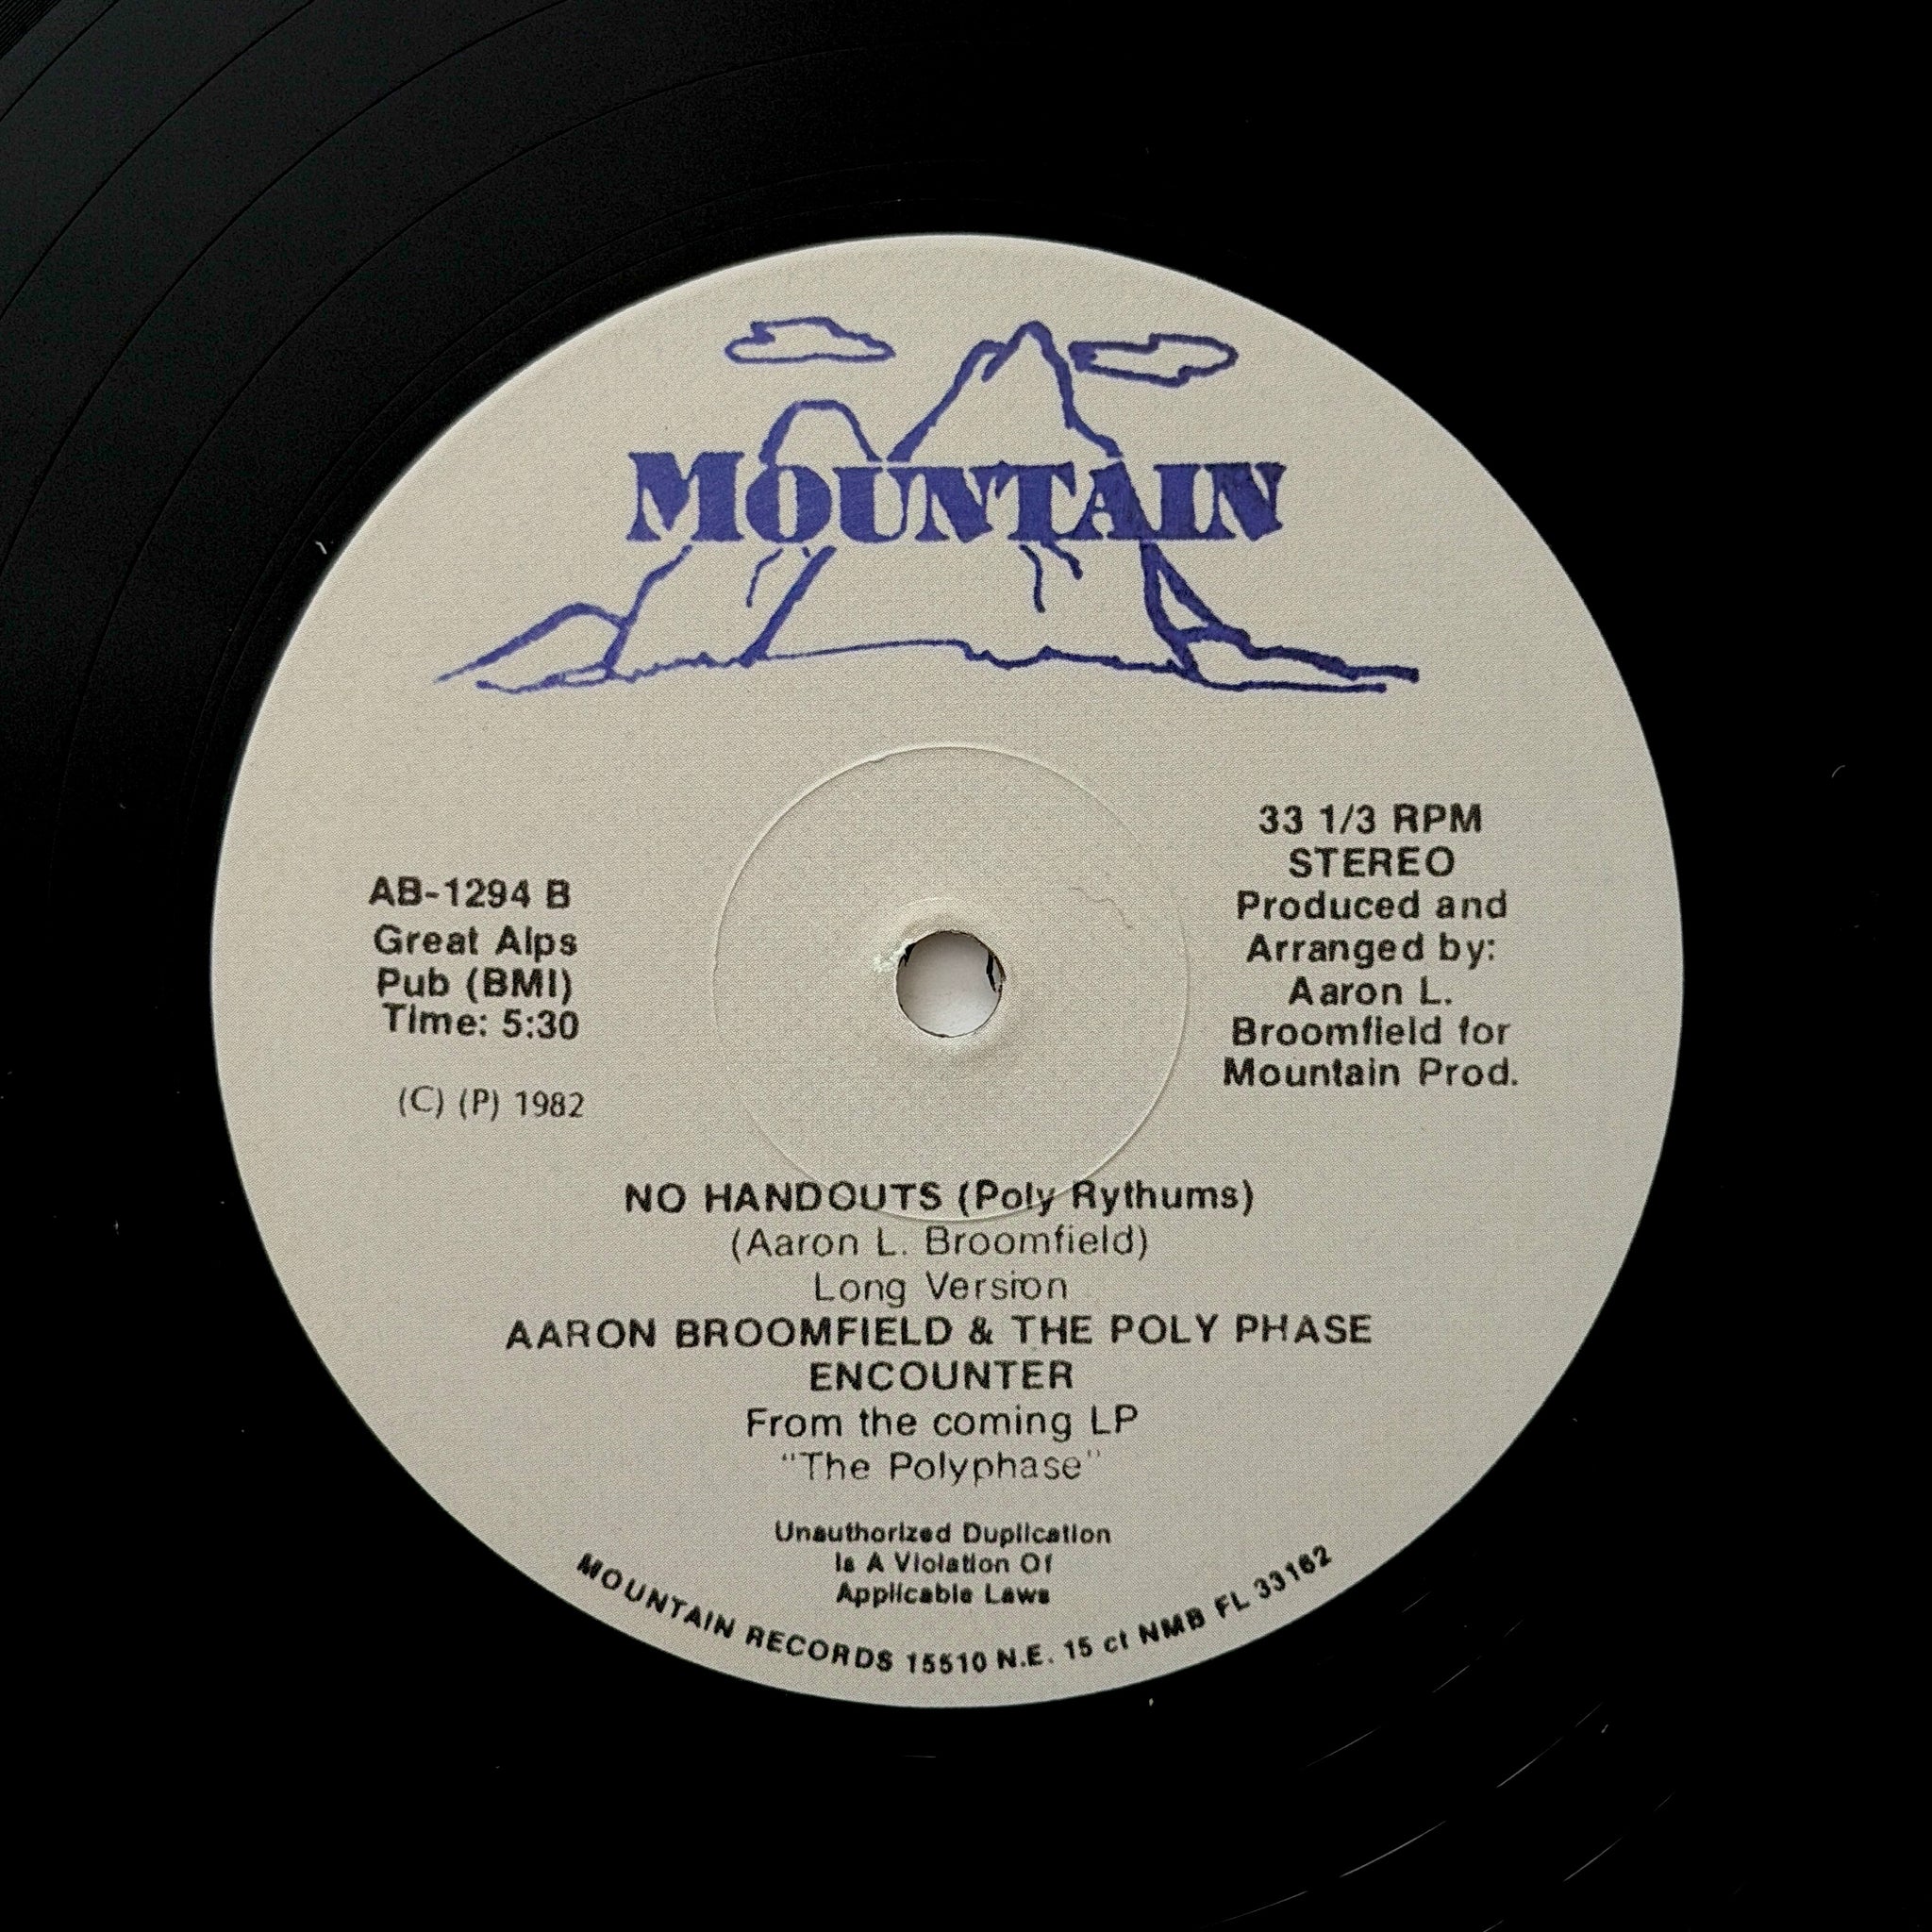 MOUNTAIN
AB-1294 B
Great Alps
Pub (BMI)
Time: 5:30
(C) (P) 1982
33 1/3 RPM
STEREO
Produced and
Arranged by:
Aaron L.
Broomfield for
Mountain Prod.
NO HANDOUTS (Poly Rythums)
(Aaron L. Broomfield)
Long Version
AARON BROOMFIELD & THE POLY PHASE
ENCOUNTER
From the coming LP
"The Polyphase"
Unauthorized Duplication
Is A Violation Of
Applicable Laws
MOUNTAIN RECORDS 15510 N.E. 15 ct NMB FL 33162